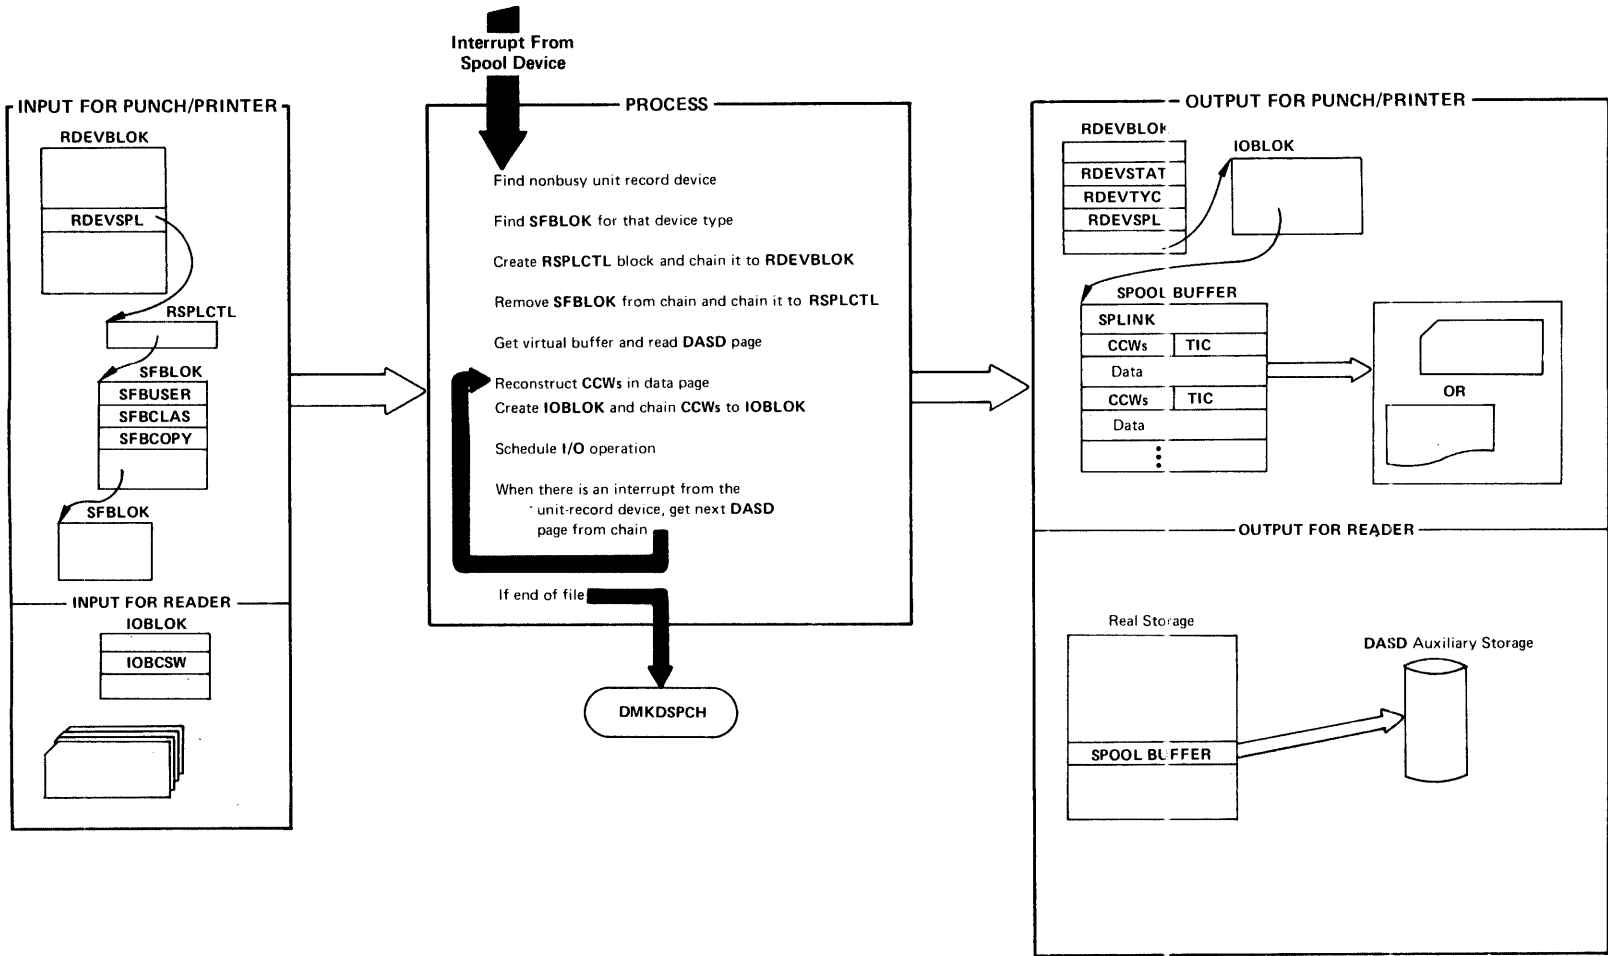 Interrupt From
Spool Device
INPUT FOR PUNCH/PRINTER
RDEVBLOK
RDEVSPL
RSPLCTL
SFBLOK
SFBUSER
SFBCLAS
SFBCOPY
SFBLOK
INPUT FOR READER
IOBLOK
IOBCSW
PROCESS
Find nonbusy unit record device
Find SFBLOK for that device type
Create RSPLCTL block and chain it to RDEVBLOK
Remove SFBLOK from chain and chain it to RSPLCTL
Get virtual buffer and read DASD page
Reconstruct CCWs in data page
Create IOBLOK and chain CCWs to IOBLOK
Schedule I/O operation
When there is an interrupt from the
unit-record device, get next DASD
page from chain
If end of file
DMKDSPCH
OUTPUT FOR PUNCH/PRINTER
RDEVBLOK
IOBLOK
RDEVSTAT
RDEVTYC
RDEVSPL
SPOOL BUFFER
SPLINK
CCWs TIC
Data
CCWs TIC
Data
OR
OUTPUT FOR READER
Real Storage
SPOOL BUFFER
DASD Auxiliary Storage